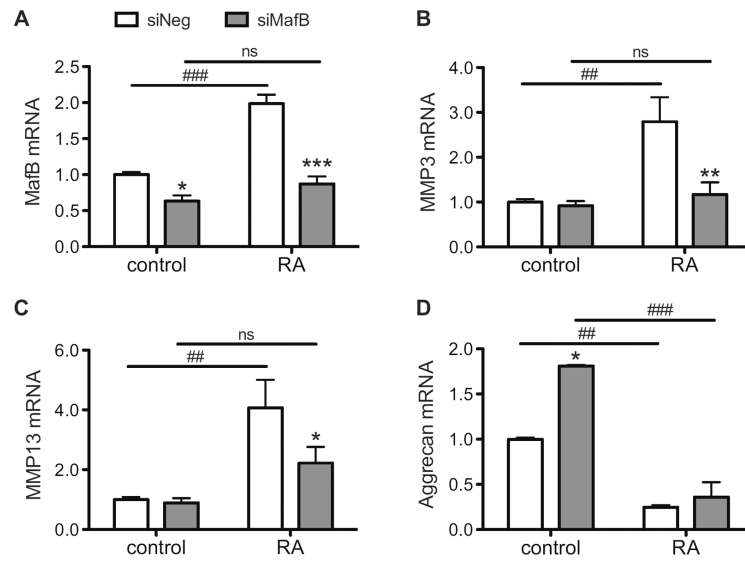 A siNeg siMafB
ns
###
2.5
2.0
1.5
1.0
0.5
0.0
MafB mRNA
*
***
control RA
B
ns
##
4.0
3.0
2.0
1.0
0.0
MMP3 mRNA
**
control RA
C
ns
##
6.0
4.0
2.0
0.0
MMP13 mRNA
*
control RA
D
###
##
2.0
1.5
1.0
0.5
0.0
Aggrecan mRNA
*
control RA